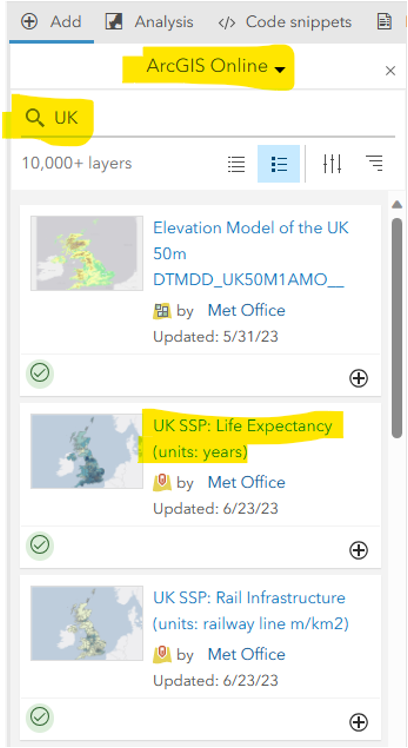 Add Analysis </> Code snippets
ArcGIS Online
UK
10,000+ layers
Elevation Model of the UK
50m
DTMDD_UK50M1AMO__
by Met Office
Updated: 5/31/23
UK SSP: Life Expectancy
(units: years)
by Met Office
Updated: 6/23/23
UK SSP: Rail Infrastructure
(units: railway line m/km2)
by Met Office
Updated: 6/23/23